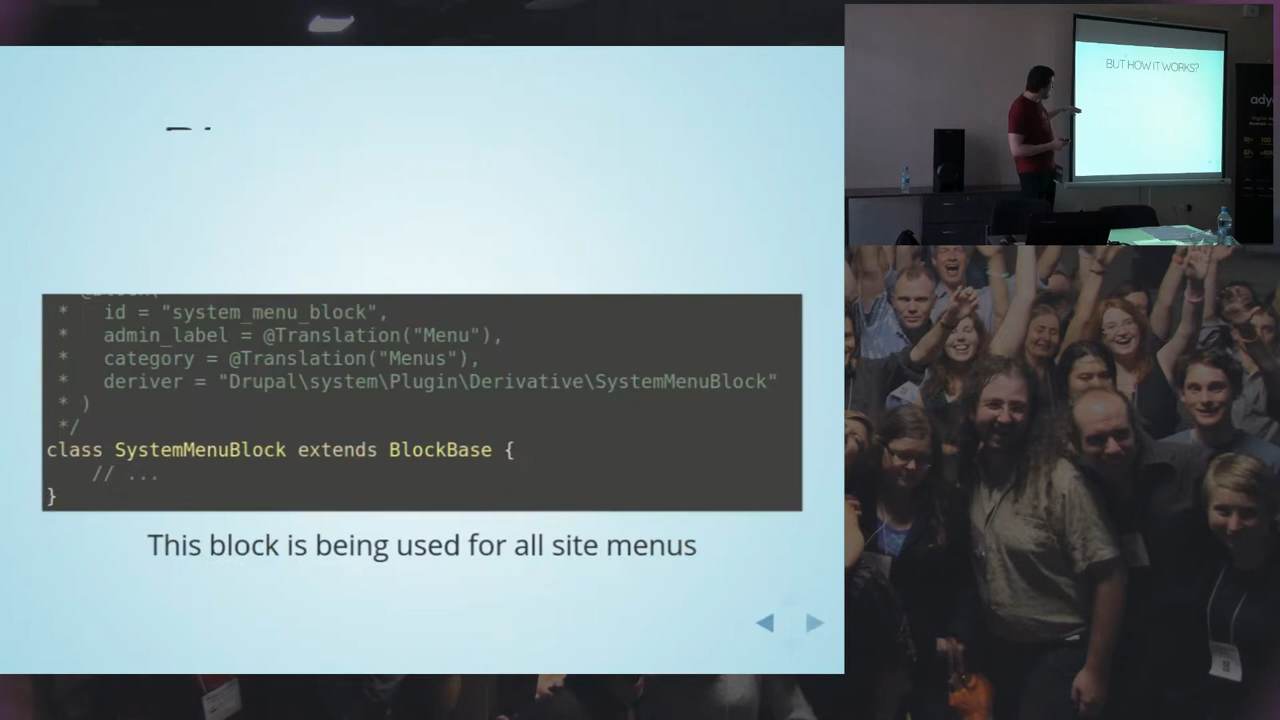 * id = "system_menu_block",
* admin_label = @Translation("Menu"),
* category = @Translation("Menus"),
* deriver = "Drupal\system\Plugin\Derivative\SystemMenuBlock"
* )
*/
class SystemMenuBlock extends BlockBase {
// ...
}
This block is being used for all site menus
BUT HOW IT WORKS?
ady